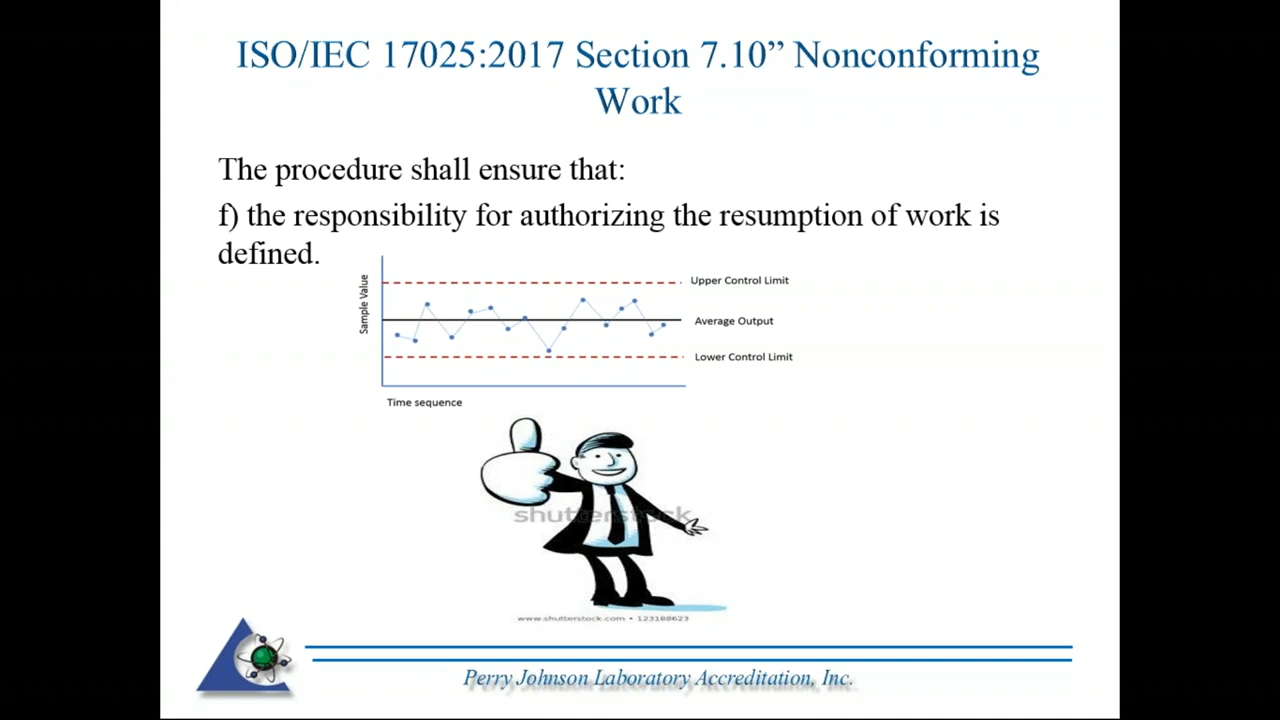 ISO/IEC 17025:2017 Section 7.10” Nonconforming
Work
The procedure shall ensure that:
f) the responsibility for authorizing the resumption of work is
defined.
Upper Control Limit
Sample Value
Average Output
Lower Control Limit
Time sequence
shutterstock
www.shutterstock.com • 123188623
Perry Johnson Laboratory Accreditation, Inc.